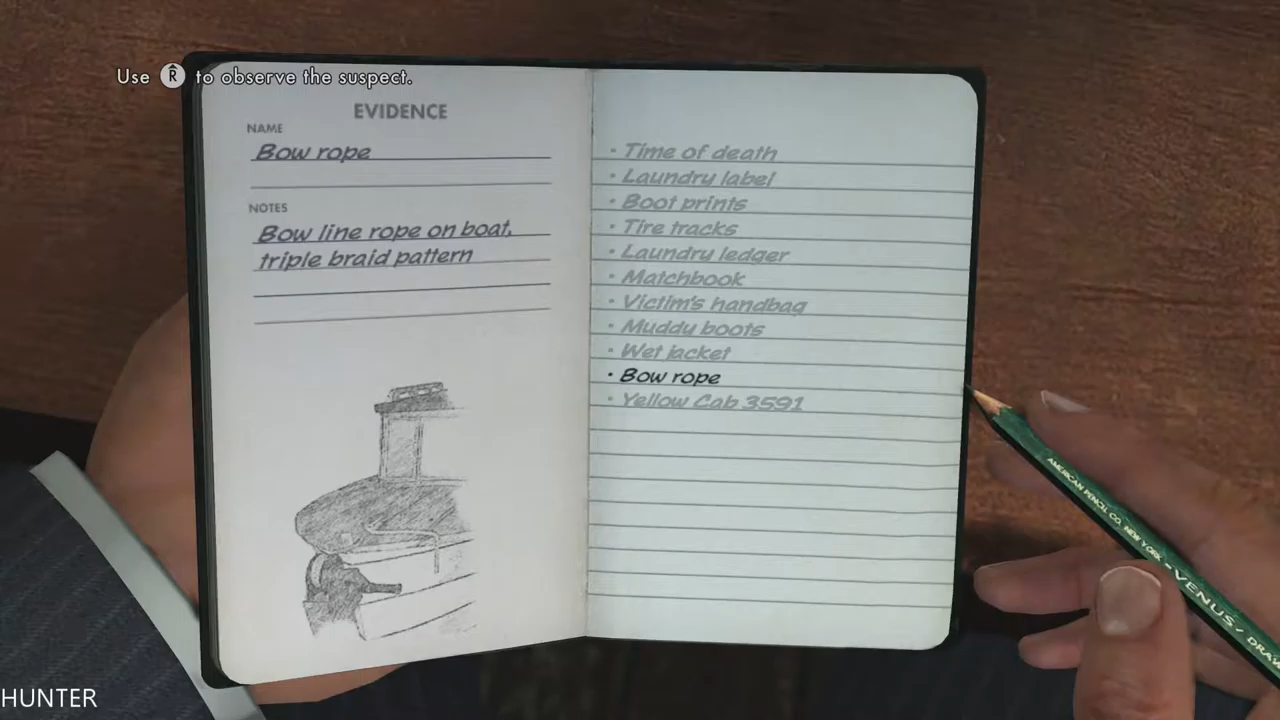 Use R to observe the suspect.
EVIDENCE
NAME
Bow rope
NOTES
Bow line rope on boat,
triple braid pattern
• Time of death
• Laundry label
• Boot prints
• Tire tracks
• Laundry ledger
• Matchbook
• Victim's handbag
• Muddy boots
• Wet jacket
• Bow rope
• Yellow Cab 3591
AMERICAN PENCIL CO. NEW YORK -VENUS/ DRAW
HUNTER